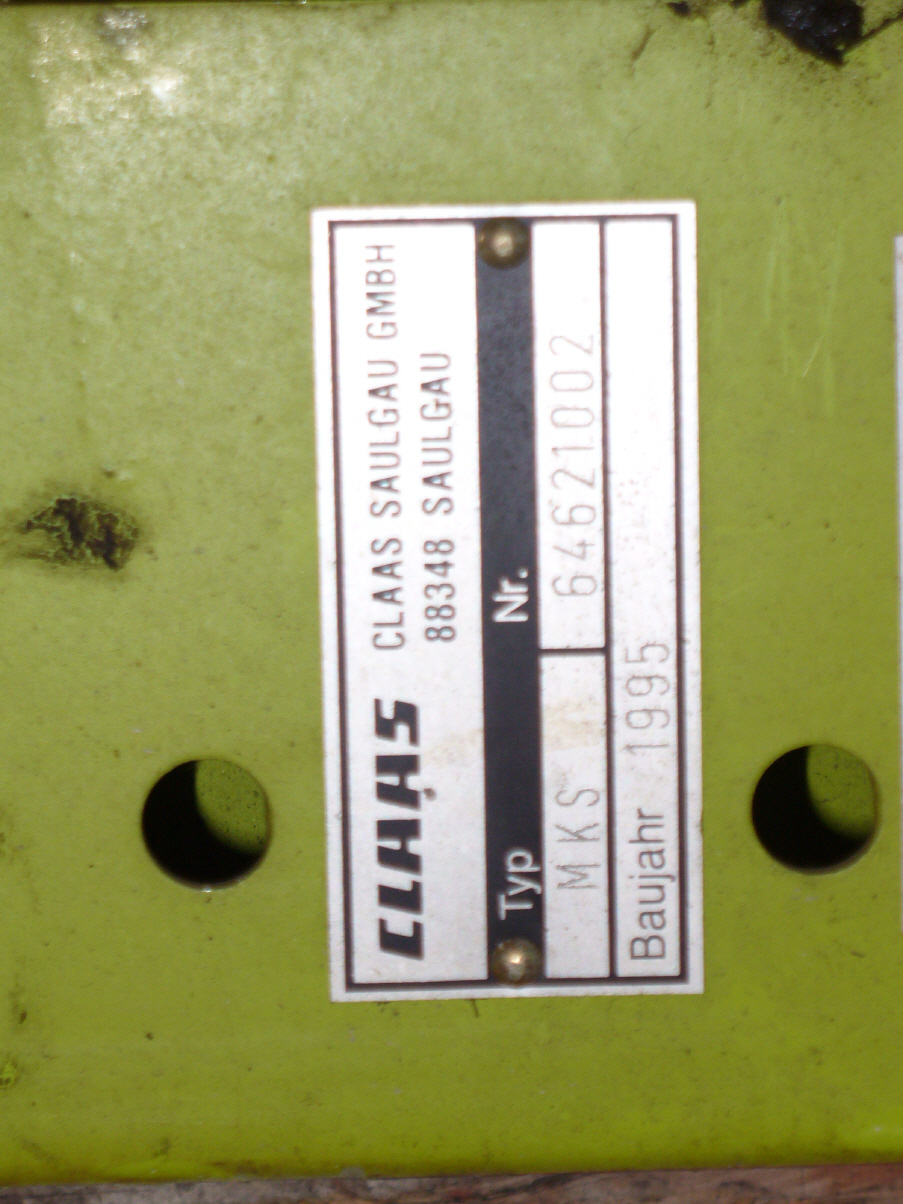 CLAAS CLAAS SAULGAU GMBH
88348 SAULGAU
Typ Nr.
MKS 64621002
Baujahr 1995